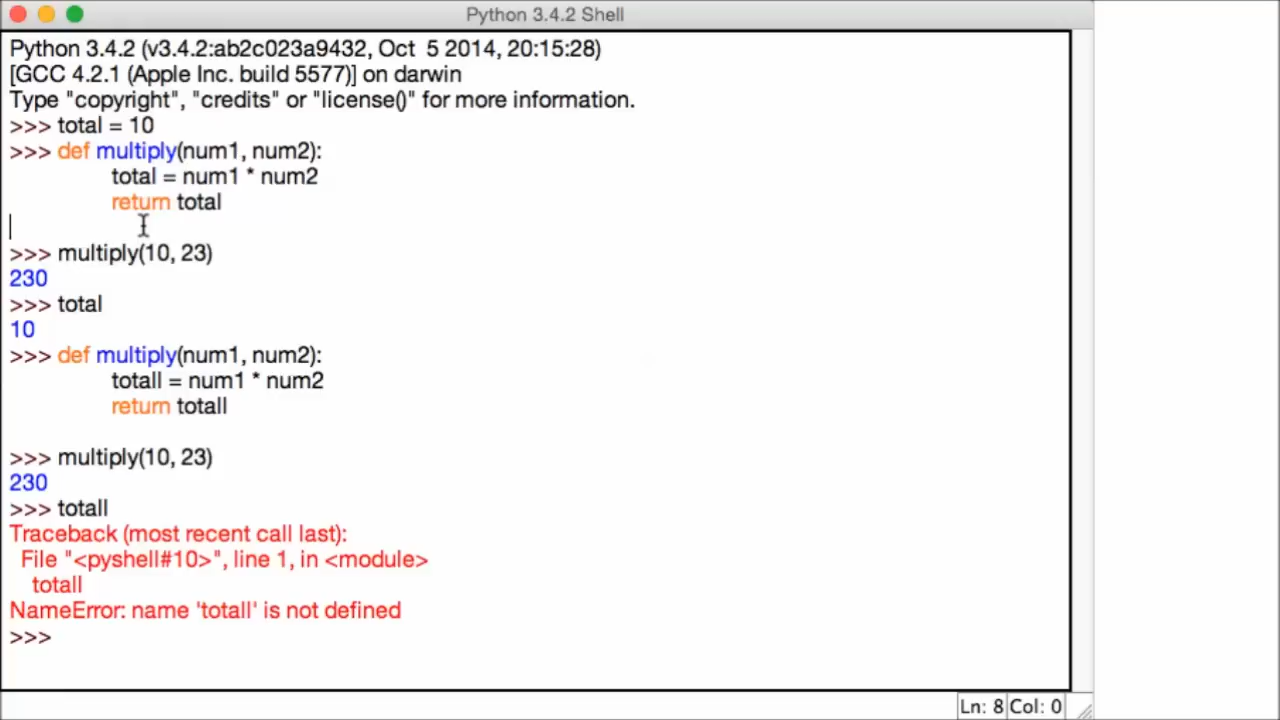 Python 3.4.2 Shell
Python 3.4.2 (v3.4.2:ab2c023a9432, Oct  5 2014, 20:15:28)
[GCC 4.2.1 (Apple Inc. build 5577)] on darwin
Type "copyright", "credits" or "license()" for more information.
>>> total = 10
>>> def multiply(num1, num2):
	total = num1 * num2
	return total
>>> multiply(10, 23)
230
>>> total
10
>>> def multiply(num1, num2):
	totall = num1 * num2
	return totall
>>> multiply(10, 23)
230
>>> totall
Traceback (most recent call last):
  File "<pyshell#10>", line 1, in <module>
    totall
NameError: name 'totall' is not defined
>>>
Ln: 8 Col: 0